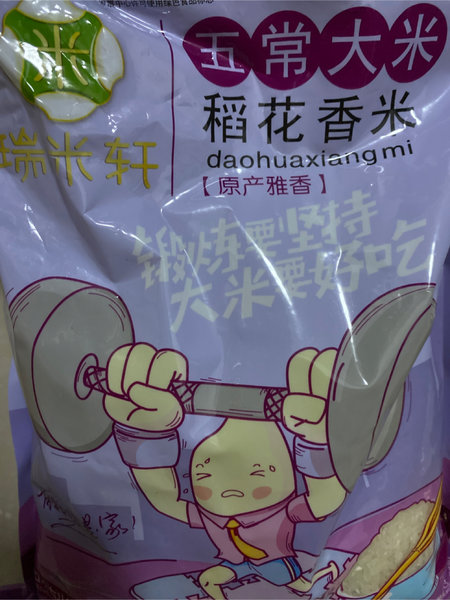 五常大米
稻花香米
daohuaxiangmi
【原产雅香】
米
瑞米轩
锻炼要坚持
大米要好吃